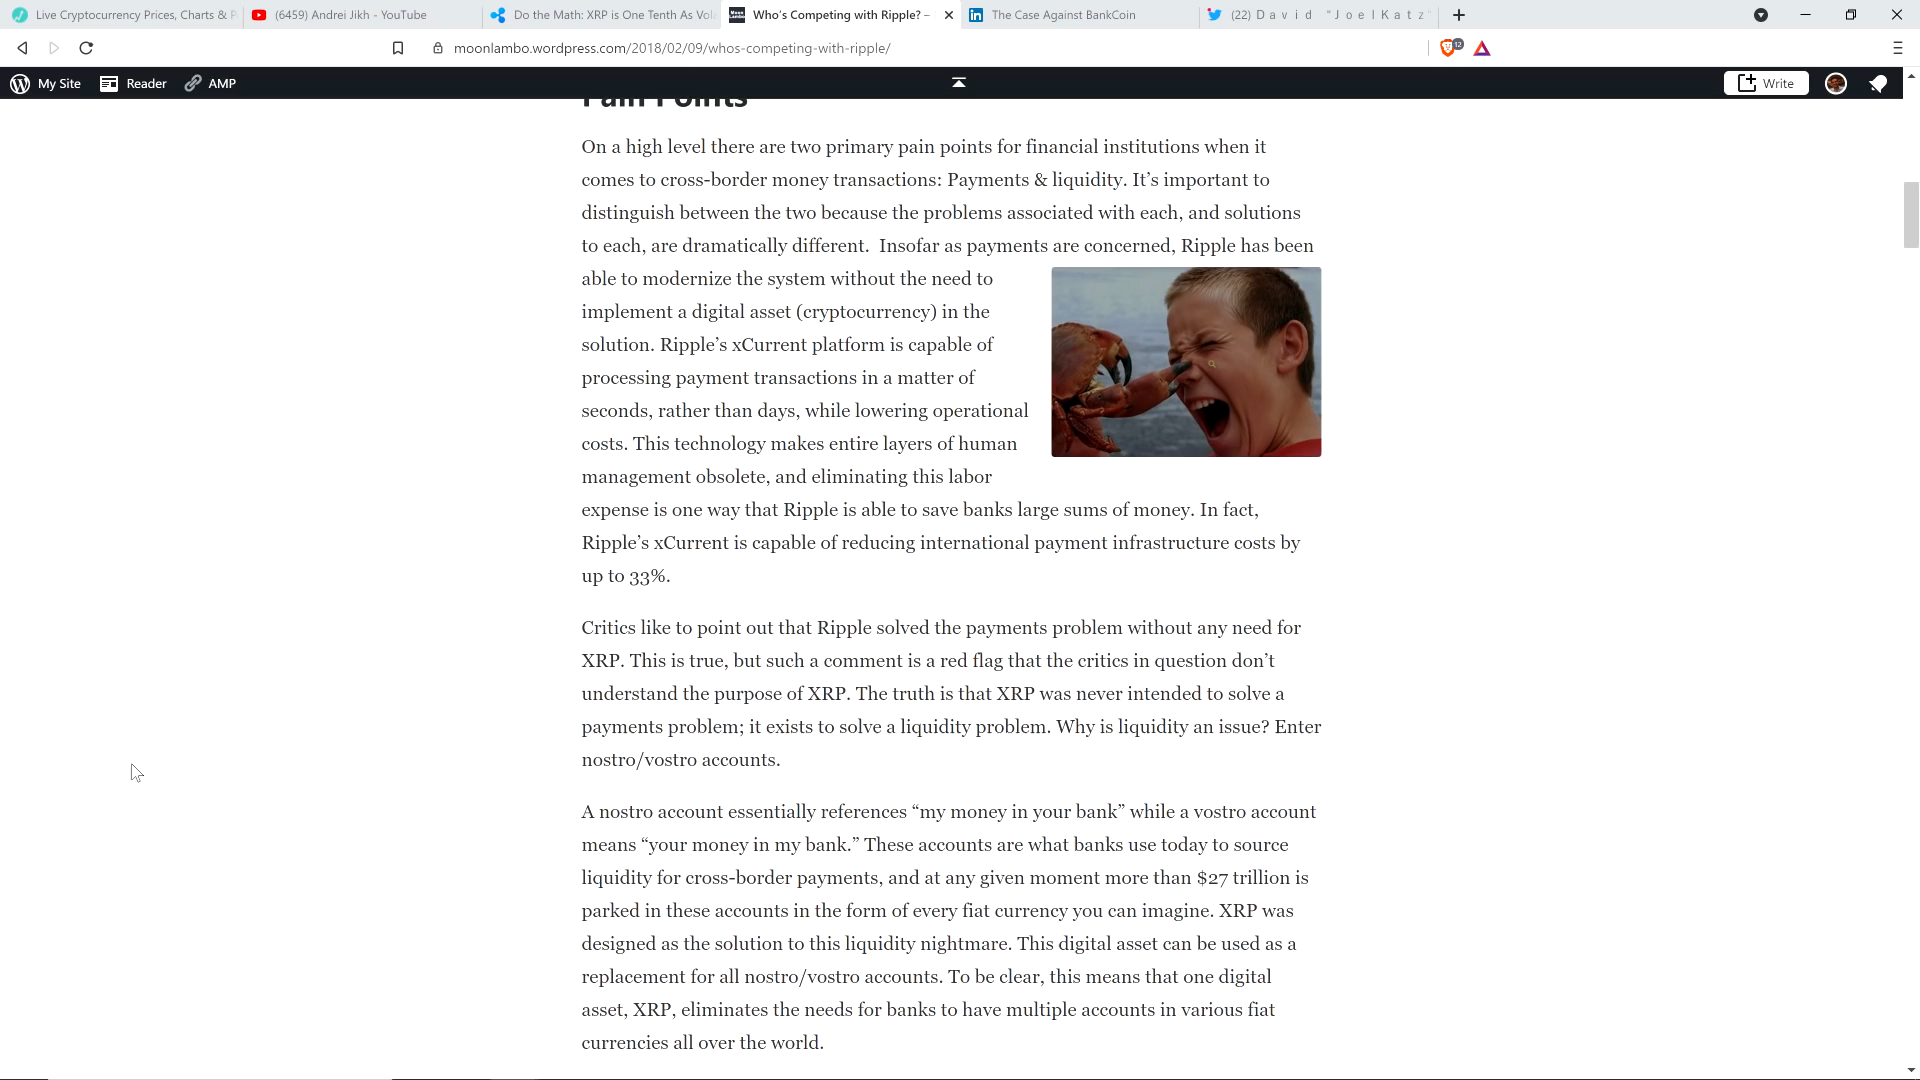 Live Cryptocurrency Prices, Charts & P
(6459) Andrei Jikh - YouTube
Do the Math: XRP is One Tenth As Vol
Who's Competing with Ripple? –
The Case Against BankCoin
(22) David "JoelKatz
moonlambo.wordpress.com/2018/02/09/whos-competing-with-ripple/
12
My Site
Reader
AMP
Write
Pain Points
On a high level there are two primary pain points for financial institutions when it
comes to cross-border money transactions: Payments & liquidity. It’s important to
distinguish between the two because the problems associated with each, and solutions
to each, are dramatically different.  Insofar as payments are concerned, Ripple has been
able to modernize the system without the need to
implement a digital asset (cryptocurrency) in the
solution. Ripple’s xCurrent platform is capable of
processing payment transactions in a matter of
seconds, rather than days, while lowering operational
costs. This technology makes entire layers of human
management obsolete, and eliminating this labor
expense is one way that Ripple is able to save banks large sums of money. In fact,
Ripple’s xCurrent is capable of reducing international payment infrastructure costs by
up to 33%.
Critics like to point out that Ripple solved the payments problem without any need for
XRP. This is true, but such a comment is a red flag that the critics in question don’t
understand the purpose of XRP. The truth is that XRP was never intended to solve a
payments problem; it exists to solve a liquidity problem. Why is liquidity an issue? Enter
nostro/vostro accounts.
A nostro account essentially references “my money in your bank” while a vostro account
means “your money in my bank.” These accounts are what banks use today to source
liquidity for cross-border payments, and at any given moment more than $27 trillion is
parked in these accounts in the form of every fiat currency you can imagine. XRP was
designed as the solution to this liquidity nightmare. This digital asset can be used as a
replacement for all nostro/vostro accounts. To be clear, this means that one digital
asset, XRP, eliminates the needs for banks to have multiple accounts in various fiat
currencies all over the world.